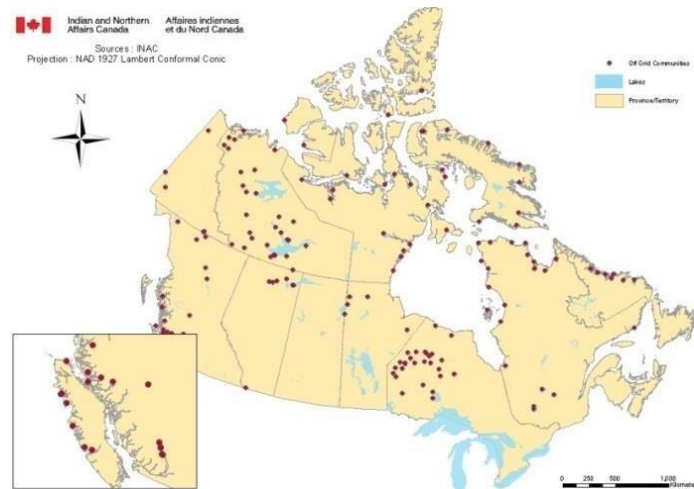 Indian and Northern Affaires indiennes
Affairs Canada et du Nord Canada
Sources : INAC
Projection : NAD 1927 Lambert Conformal Conic
N
Off Grid Communities
Lakes
Province/Territory
0 250 500 1,000
Kilometers